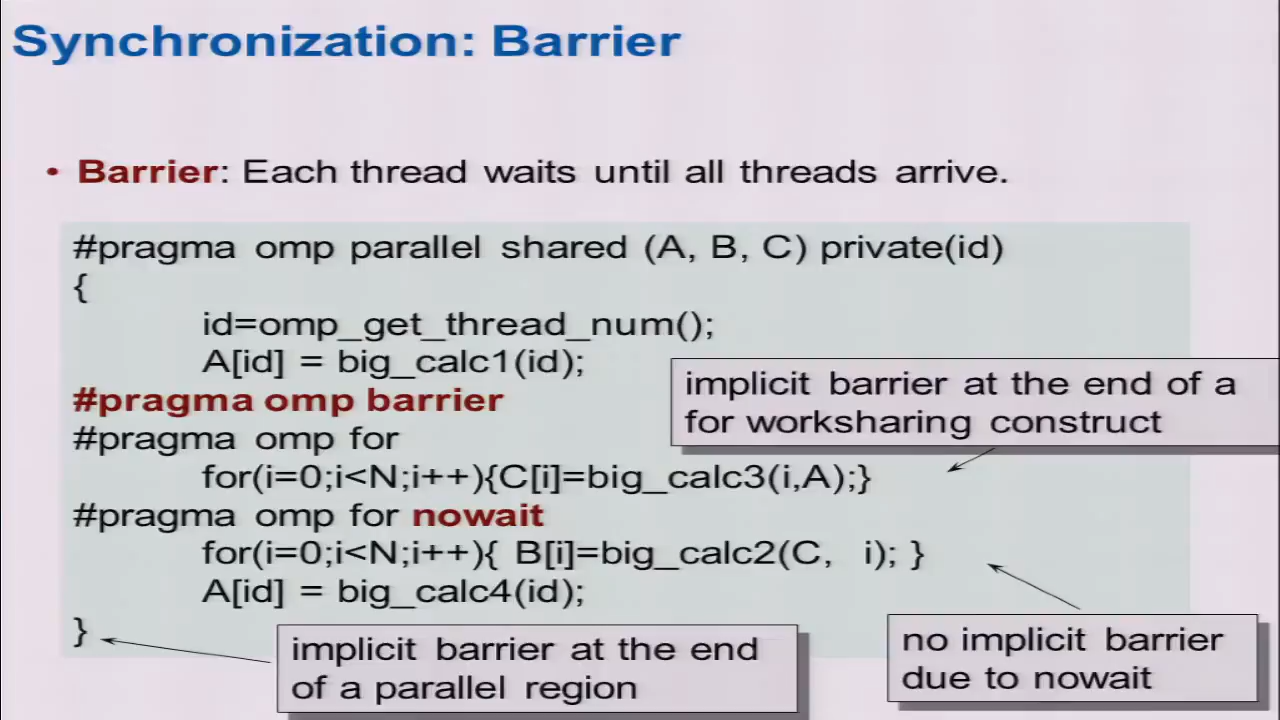 Synchronization: Barrier
• Barrier: Each thread waits until all threads arrive.
#pragma omp parallel shared (A, B, C) private(id)
{
id=omp_get_thread_num();
A[id] = big_calc1(id);
#pragma omp barrier
#pragma omp for
for(i=0;i<N;i++){C[i]=big_calc3(i,A);}
#pragma omp for nowait
for(i=0;i<N;i++){ B[i]=big_calc2(C, i); }
A[id] = big_calc4(id);
}
implicit barrier at the end of a
for worksharing construct
no implicit barrier
due to nowait
implicit barrier at the end
of a parallel region